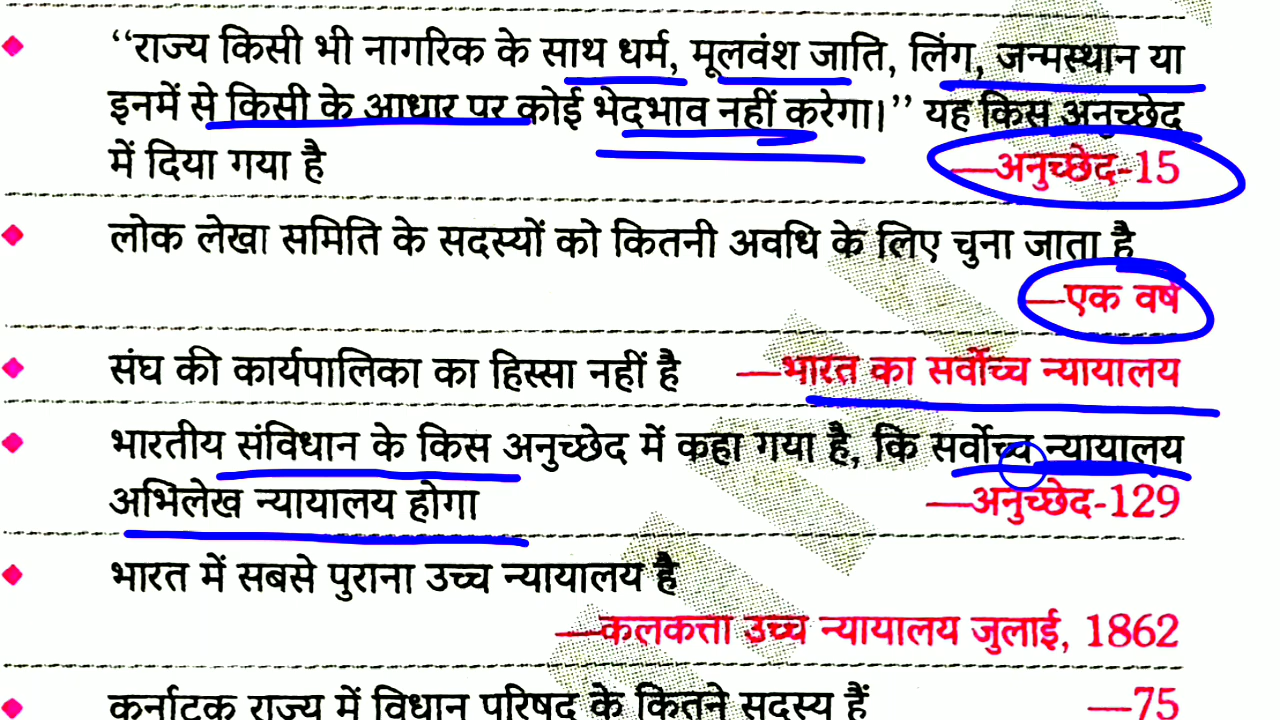 “राज्य किसी भी नागरिक के साथ धर्म, मूलवंश जाति, लिंग, जन्मस्थान या
इनमें से किसी के आधार पर कोई भेदभाव नहीं करेगा।” यह किस अनुच्छेद
में दिया गया है —अनुच्छेद-15
लोक लेखा समिति के सदस्यों को कितनी अवधि के लिए चुना जाता है
—एक वर्ष
संघ की कार्यपालिका का हिस्सा नहीं है —भारत का सर्वोच्च न्यायालय
भारतीय संविधान के किस अनुच्छेद में कहा गया है, कि सर्वोच्च न्यायालय
अभिलेख न्यायालय होगा —अनुच्छेद-129
भारत में सबसे पुराना उच्च न्यायालय है
—कलकत्ता उच्च न्यायालय जुलाई, 1862
कर्नाटक राज्य में विधान परिषद के कितने सदस्य हैं —75